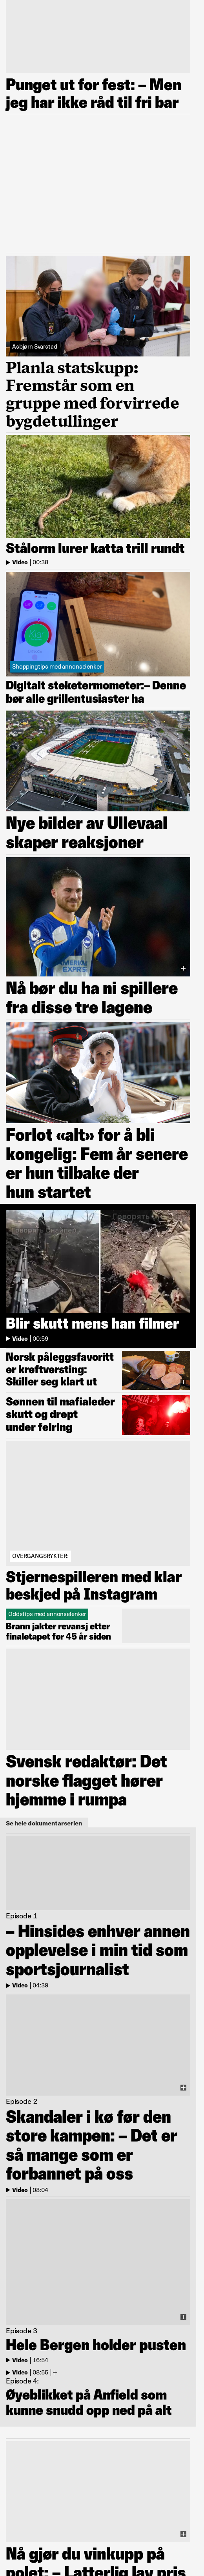 Punget ut for fest: – Men
jeg har ikke råd til fri bar
Asbjørn Svarstad
Planla statskupp:
Fremstår som en
gruppe med forvirrede
bygdetullinger
Stålorm lurer katta trill rundt
Video | 00:38
Shoppingtips med annonselenker
Digitalt steketermometer:– Denne
bør alle grillentusiaster ha
Nye bilder av Ullevaal
skaper reaksjoner
Nå bør du ha ni spillere
fra disse tre lagene
Forlot «alt» for å bli
kongelig: Fem år senere
er hun tilbake der
hun startet
Blir skutt mens han filmer
Video | 00:59
Norsk påleggsfavoritt
er kreftversting:
Skiller seg klart ut
Sønnen til mafialeder
skutt og drept
under feiring
OVERGANGSRYKTER:
Stjernespilleren med klar
beskjed på Instagram
Oddstips med annonselenker
Brann jakter revansj etter
finaletapet for 45 år siden
Svensk redaktør: Det
norske flagget hører
hjemme i rumpa
Se hele dokumentarserien
Episode 1
– Hinsides enhver annen
opplevelse i min tid som
sportsjournalist
Video | 04:39
Episode 2
Skandaler i kø før den
store kampen: – Det er
så mange som er
forbannet på oss
Video | 08:04
Episode 3
Hele Bergen holder pusten
Video | 16:54
Video | 08:55 | +
Episode 4:
Øyeblikket på Anfield som
kunne snudd opp ned på alt
Nå gjør du vinkupp på
polet: – Latterlig lav pris